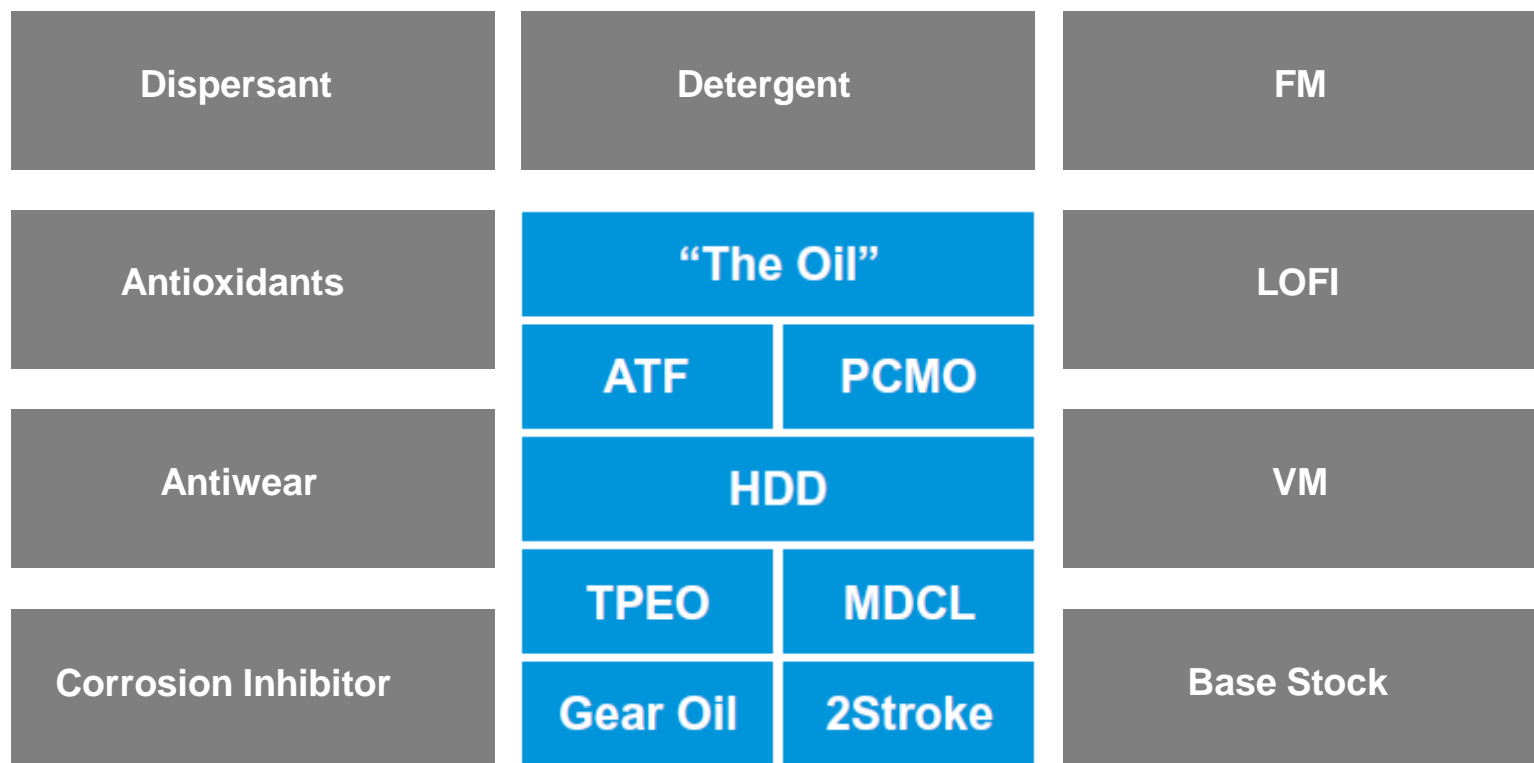 Dispersant
Detergent
FM
Antioxidants
“The Oil”
LOFI
ATF
PCMO
Antiwear
HDD
VM
TPEO
MDCL
Corrosion Inhibitor
Gear Oil
2Stroke
Base Stock